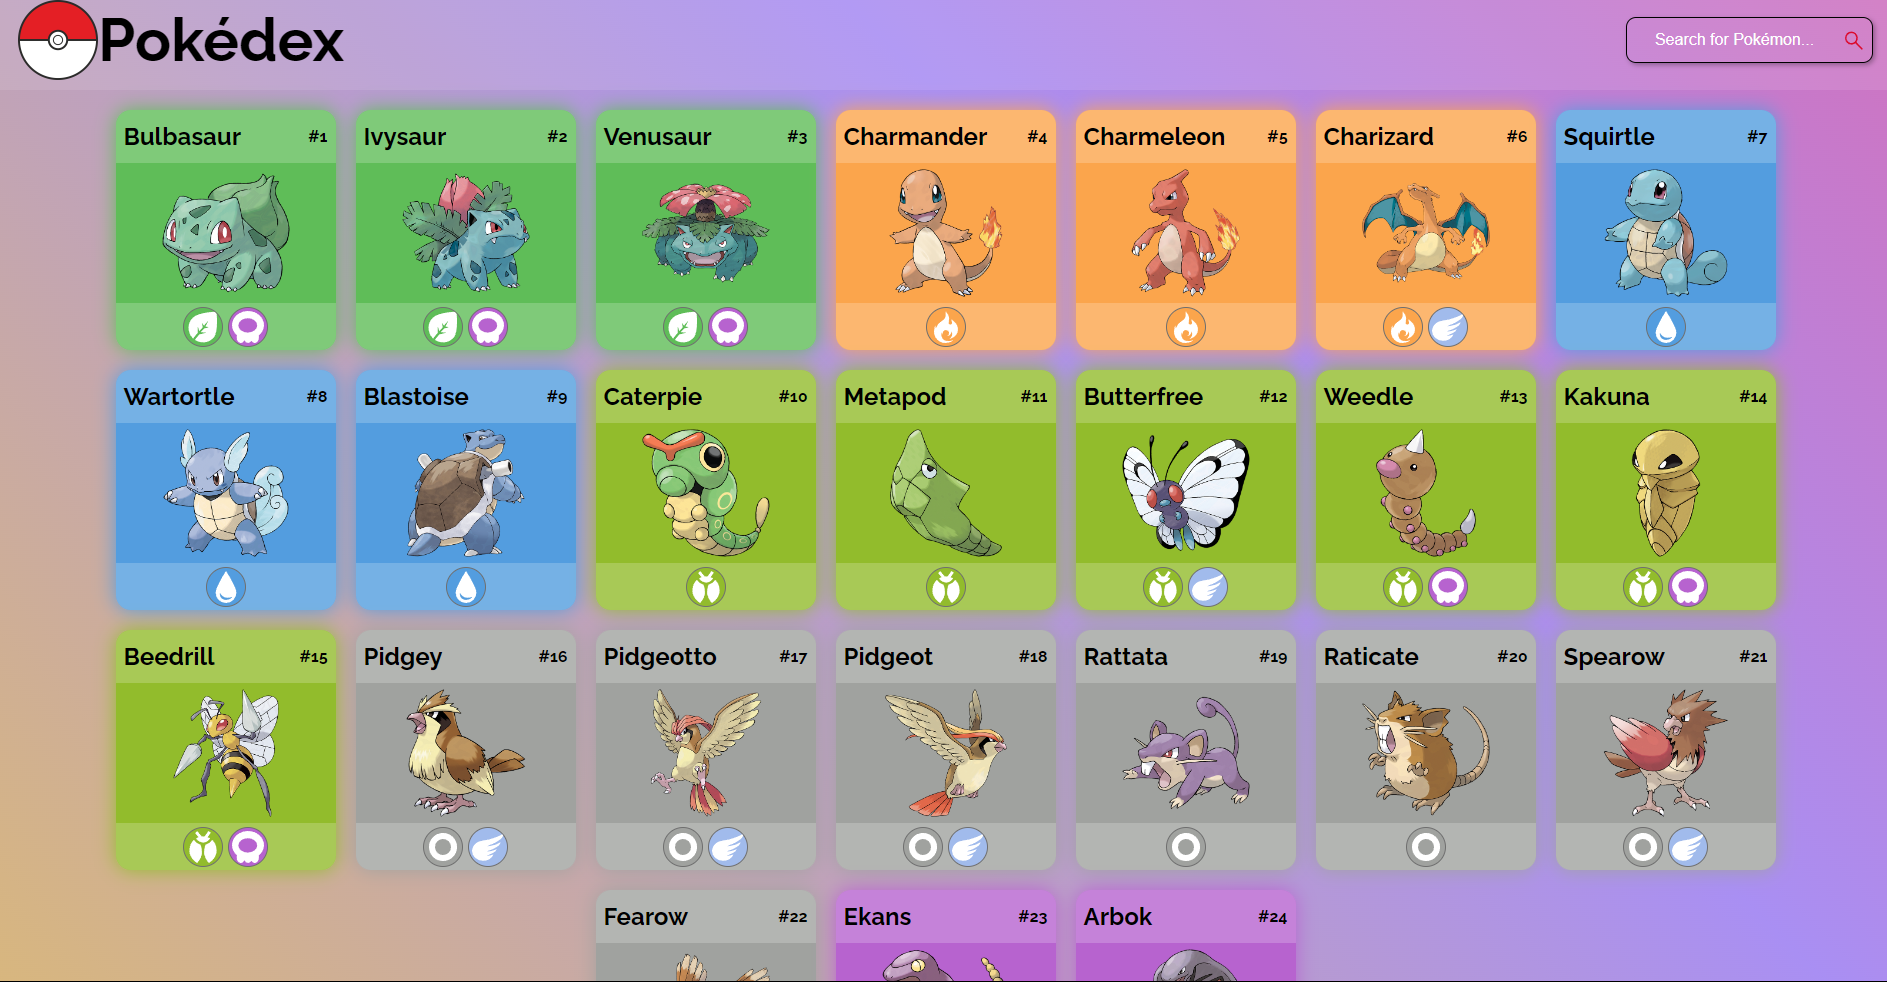 Pokédex
Search for Pokémon...
Bulbasaur #1
Ivysaur #2
Venusaur #3
Charmander #4
Charmeleon #5
Charizard #6
Squirtle #7
Wartortle #8
Blastoise #9
Caterpie #10
Metapod #11
Butterfree #12
Weedle #13
Kakuna #14
Beedrill #15
Pidgey #16
Pidgeotto #17
Pidgeot #18
Rattata #19
Raticate #20
Spearow #21
Fearow #22
Ekans #23
Arbok #24